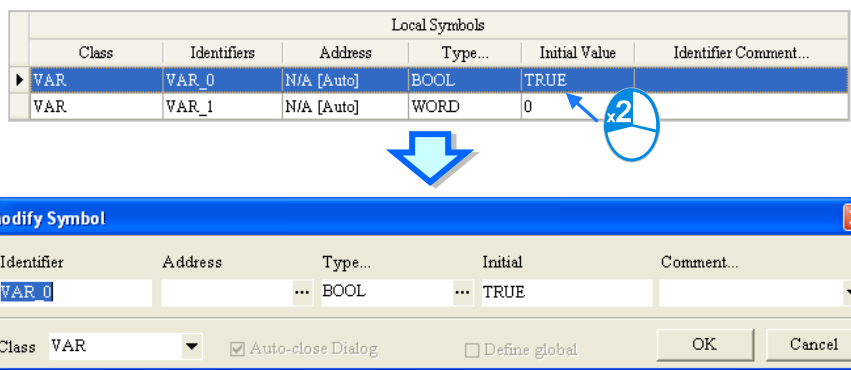 Local Symbols
Class Identifiers Address Type... Initial Value Identifier Comment...
VAR VAR_0 N/A [Auto] BOOL TRUE
VAR VAR_1 N/A [Auto] WORD 0
x2
odify Symbol
Identifier Address Type... Initial Comment...
VAR_0 ... BOOL ... TRUE
Class VAR Auto-close Dialog Define global OK Cancel